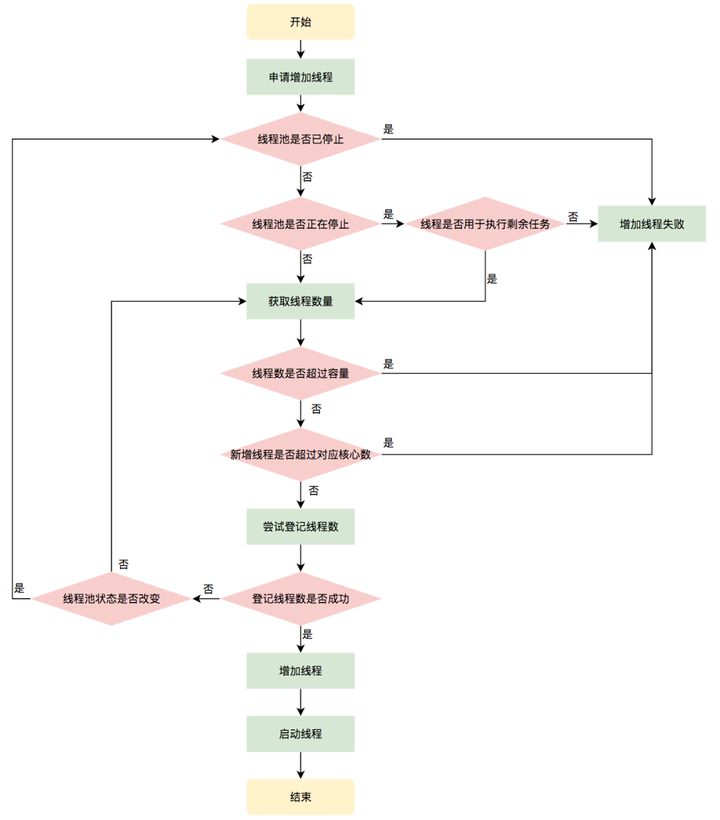 开始
申请增加线程
线程池是否已停止
是
否
线程池是否正在停止
是
线程是否用于执行剩余任务
否
增加线程失败
否
是
获取线程数量
线程数是否超过容量
是
否
新增线程是否超过对应核心数
是
否
尝试登记线程数
否
是
线程池状态是否改变
否
登记线程数是否成功
是
增加线程
启动线程
结束